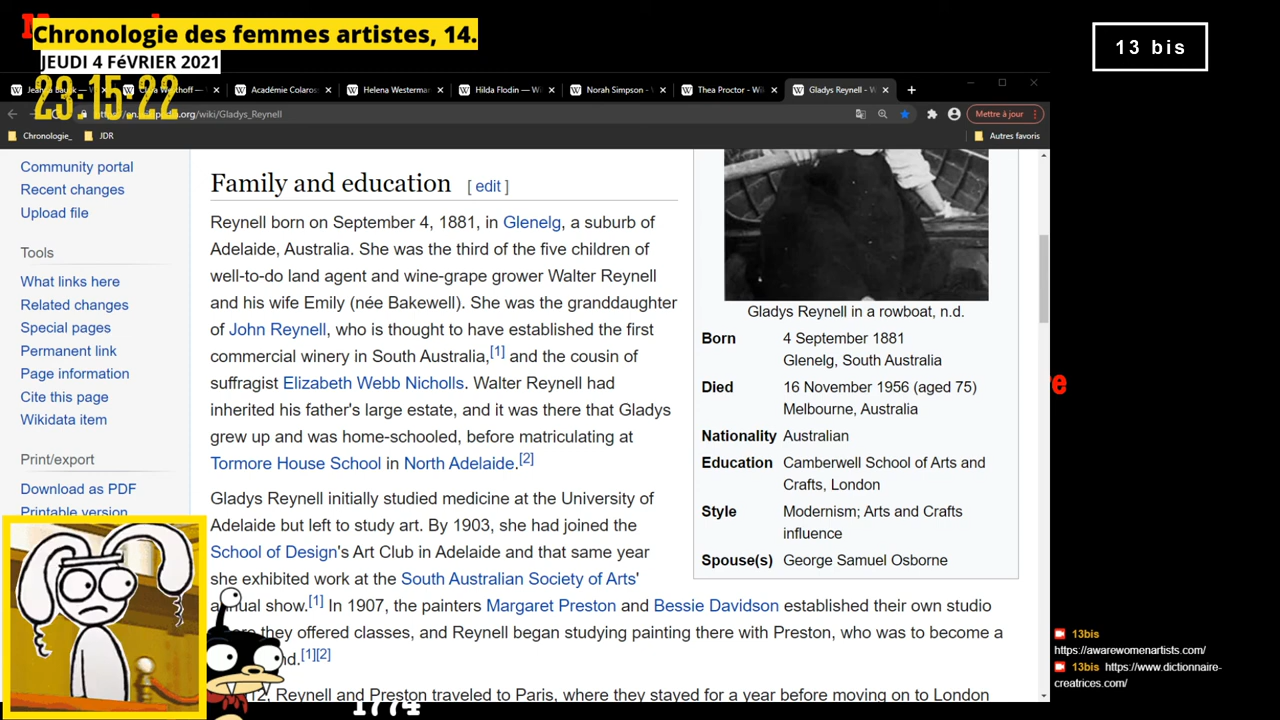 Chronologie des femmes artistes, 14.
JEUDI 4 FéVRIER 2021
23:15:22
13 bis
Académie Colaros
Helena Westerman
Hilda Flodin — Wi
Norah Simpson -
Thea Proctor - Wi
Gladys Reynell - W
.org/wiki/Gladys_Reynell
Mettre à jour
Chronologie_
JDR
Autres favoris
Community portal
Recent changes
Upload file
Tools
What links here
Related changes
Special pages
Permanent link
Page information
Cite this page
Wikidata item
Print/export
Download as PDF
Printable version
Family and education [ edit ]
Reynell born on September 4, 1881, in Glenelg, a suburb of
Adelaide, Australia. She was the third of the five children of
well-to-do land agent and wine-grape grower Walter Reynell
and his wife Emily (née Bakewell). She was the granddaughter
of John Reynell, who is thought to have established the first
commercial winery in South Australia,[1] and the cousin of
suffragist Elizabeth Webb Nicholls. Walter Reynell had
inherited his father's large estate, and it was there that Gladys
grew up and was home-schooled, before matriculating at
Tormore House School in North Adelaide.[2]
Gladys Reynell initially studied medicine at the University of
Adelaide but left to study art. By 1903, she had joined the
School of Design's Art Club in Adelaide and that same year
she exhibited work at the South Australian Society of Arts'
annual show.[1] In 1907, the painters Margaret Preston and Bessie Davidson established their own studio
they offered classes, and Reynell began studying painting there with Preston, who was to become a
nd.[1][2]
12, Reynell and Preston traveled to Paris, where they stayed for a year before moving on to London
Gladys Reynell in a rowboat, n.d.
Born 4 September 1881
Glenelg, South Australia
Died 16 November 1956 (aged 75)
Melbourne, Australia
Nationality Australian
Education Camberwell School of Arts and
Crafts, London
Style Modernism; Arts and Crafts
influence
Spouse(s) George Samuel Osborne
13bis
https://awarewomenartists.com/
13bis https://www.dictionnaire-
creatrices.com/
1774